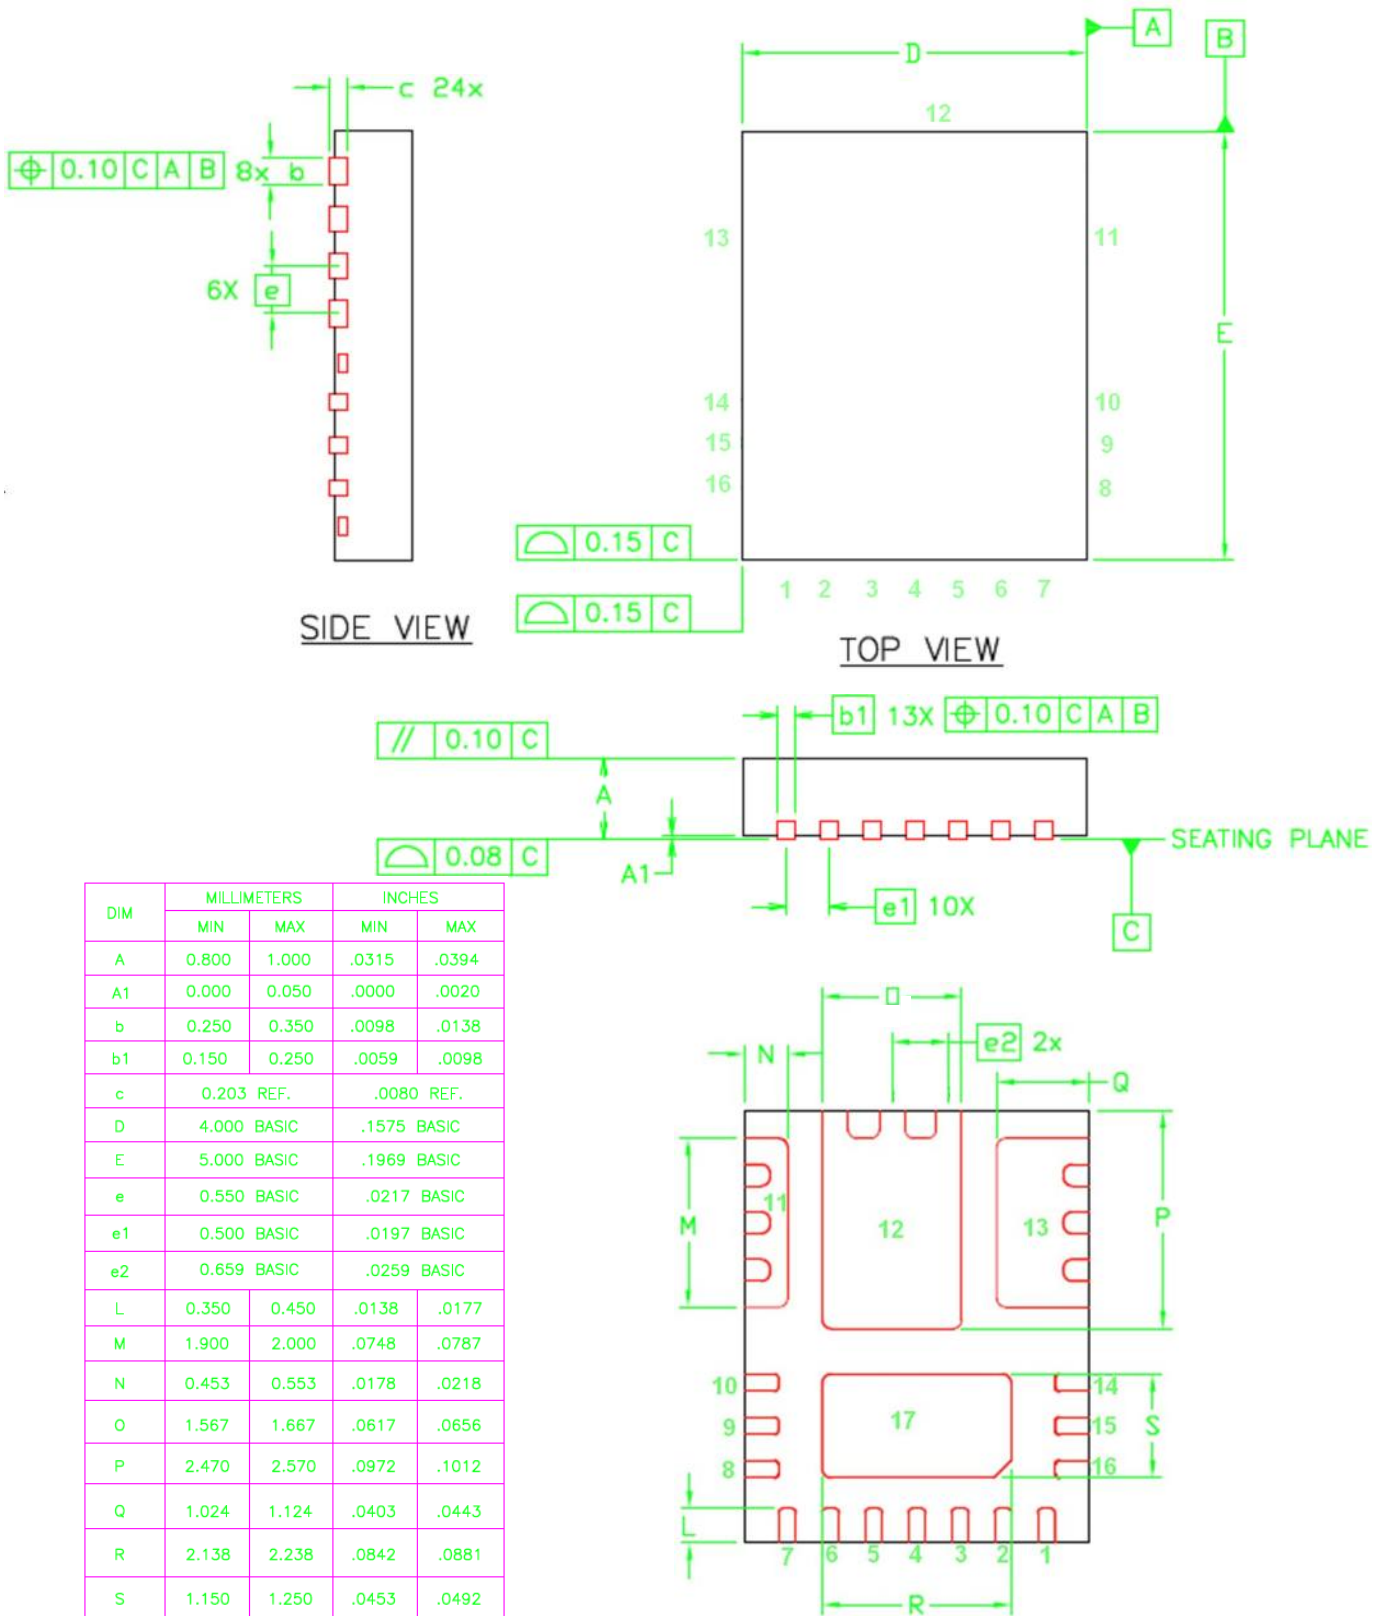 A
B
D
c 24x
12
0.10 C A B 8x b
13
11
6X e
E
14
10
15
9
16
8
0.15 C
1 2 3 4 5 6 7
0.15 C
SIDE VIEW
TOP VIEW
b1 13X 0.10 C A B
// 0.10 C
A
SEATING PLANE
0.08 C
A1
e1 10X
C
DIM MILLIMETERS INCHES
MIN MAX MIN MAX
A 0.800 1.000 .0315 .0394
A1 0.000 0.050 .0000 .0020
b 0.250 0.350 .0098 .0138
b1 0.150 0.250 .0059 .0098
c 0.203 REF. .0080 REF.
D 4.000 BASIC .1575 BASIC
E 5.000 BASIC .1969 BASIC
e 0.550 BASIC .0217 BASIC
e1 0.500 BASIC .0197 BASIC
e2 0.659 BASIC .0259 BASIC
L 0.350 0.450 .0138 .0177
M 1.900 2.000 .0748 .0787
N 0.453 0.553 .0178 .0218
O 1.567 1.667 .0617 .0656
P 2.470 2.570 .0972 .1012
Q 1.024 1.124 .0403 .0443
R 2.138 2.238 .0842 .0881
S 1.150 1.250 .0453 .0492
O
N
e2 2x
Q
11
M
12
13
P
10
14
9
17
15
S
8
16
L
7 6 5 4 3 2 1
R